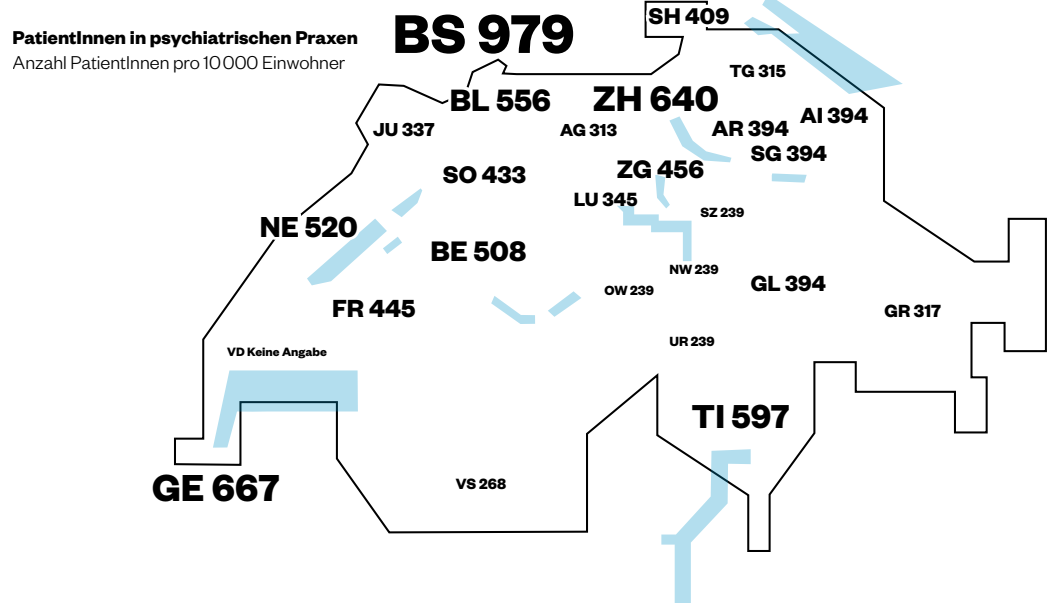 PatientInnen in psychiatrischen Praxen
Anzahl PatientInnen pro 10 000 Einwohner
BS 979
SH 409
TG 315
BL 556
ZH 640
AI 394
JU 337
AG 313
AR 394
SG 394
SO 433
ZG 456
LU 345
SZ 239
NE 520
BE 508
NW 239
OW 239
GL 394
FR 445
GR 317
UR 239
VD Keine Angabe
TI 597
GE 667
VS 268